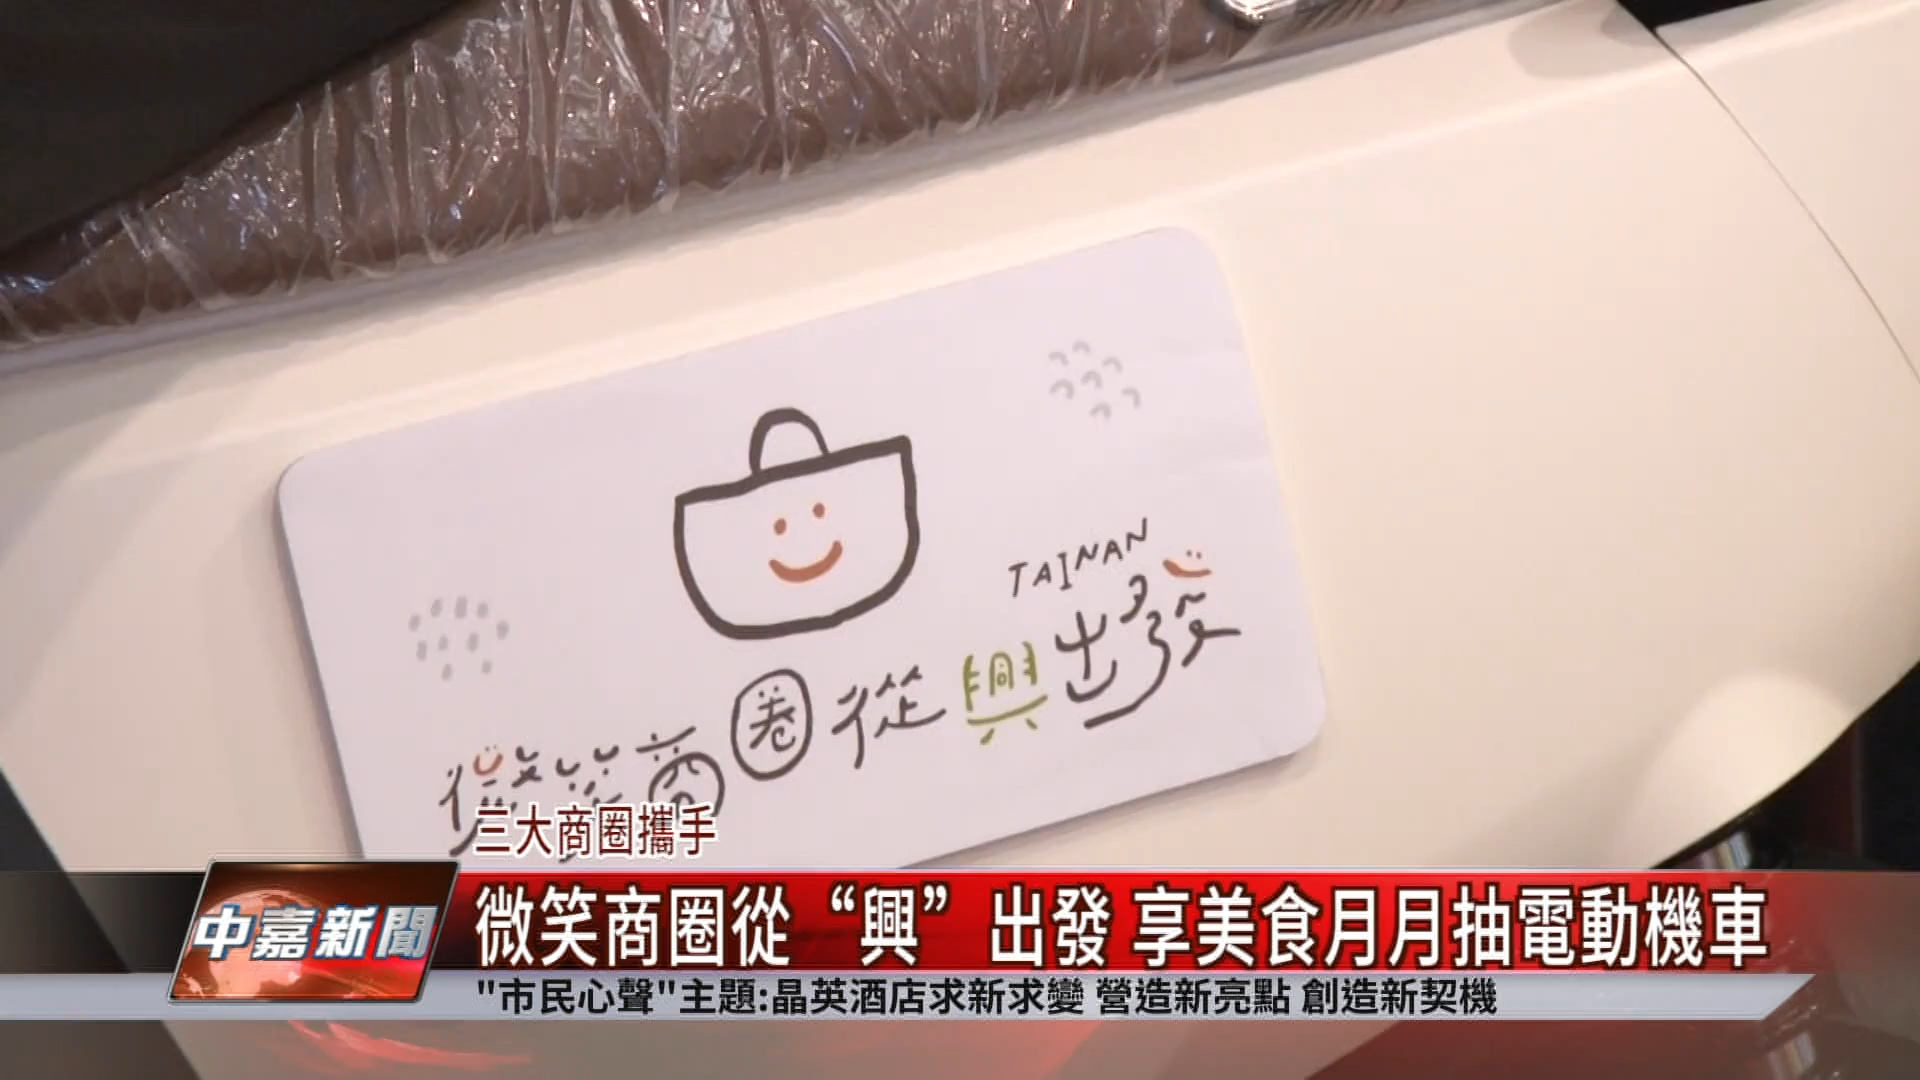 TAINAN
微笑商圈從興出發
三大商圈攜手
中嘉新聞
微笑商圈從“興”出發 享美食月月抽電動機車
"市民心聲"主題:晶英酒店求新求變 營造新亮點 創造新契機